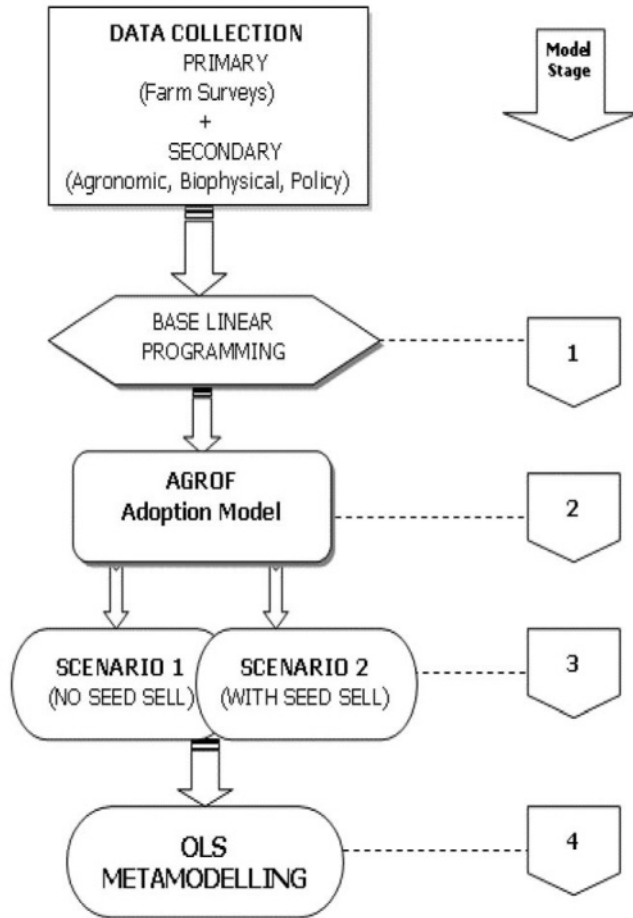 DATA COLLECTION
PRIMARY
(Farm Surveys)
+
SECONDARY
(Agronomic, Biophysical, Policy)
Model
Stage
BASE LINEAR
PROGRAMMING
1
AGROF
Adoption Model
2
SCENARIO 1
(NO SEED SELL)
SCENARIO 2
(WITH SEED SELL)
3
OLS
METAMODELLING
4